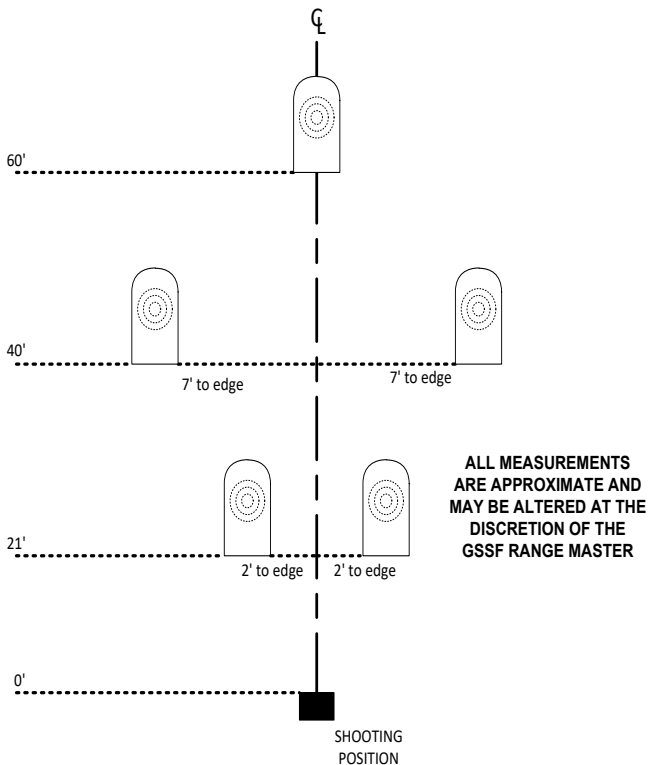 ℄
60'
40'
7' to edge
7' to edge
ALL MEASUREMENTS
ARE APPROXIMATE AND
MAY BE ALTERED AT THE
DISCRETION OF THE
GSSF RANGE MASTER
21'
2' to edge
2' to edge
0'
SHOOTING
POSITION